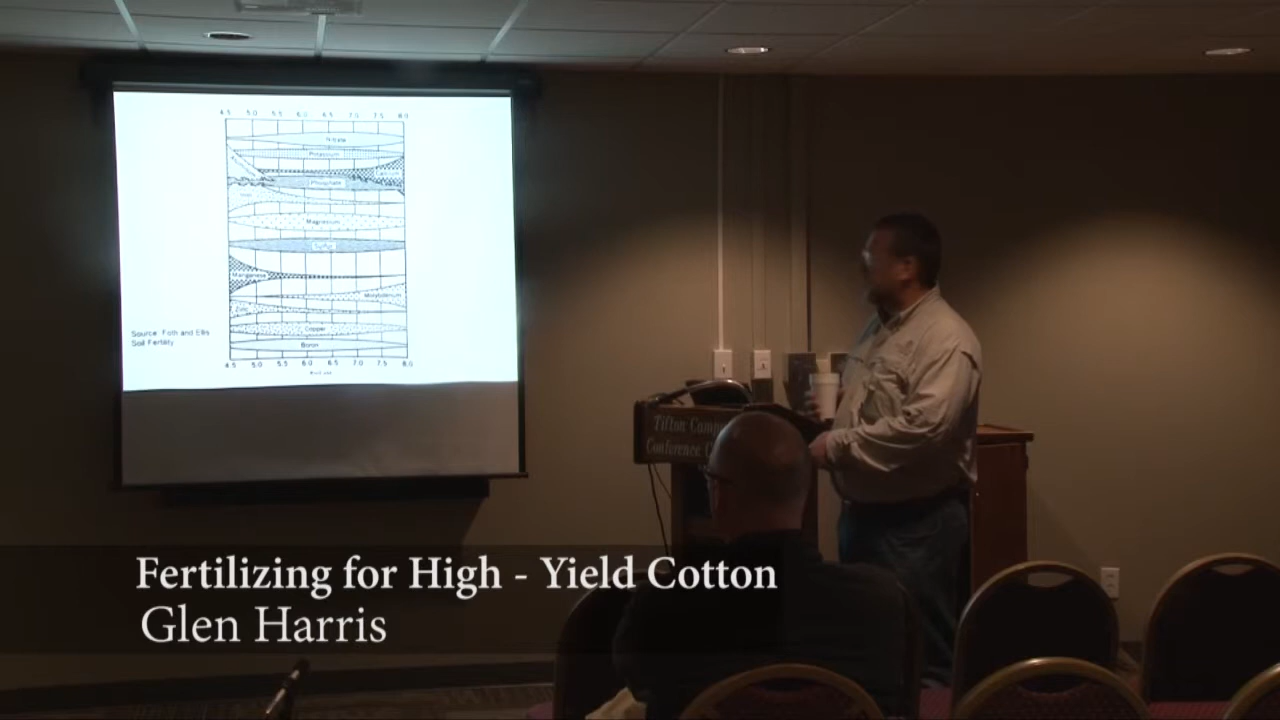 4.5 5.0 5.5 6.0 6.5 7.0 7.5 8.0
Nitrate
Potassium
Phosphate
Magnesium
Sulfur
Manganese
Molybdenum
Zinc
Copper
Boron
4.5 5.0 5.5 6.0 6.5 7.0 7.5 8.0
Source: Foth and Ellis
Soil Fertility
Tifton
Conference
Fertilizing for High - Yield Cotton
Glen Harris